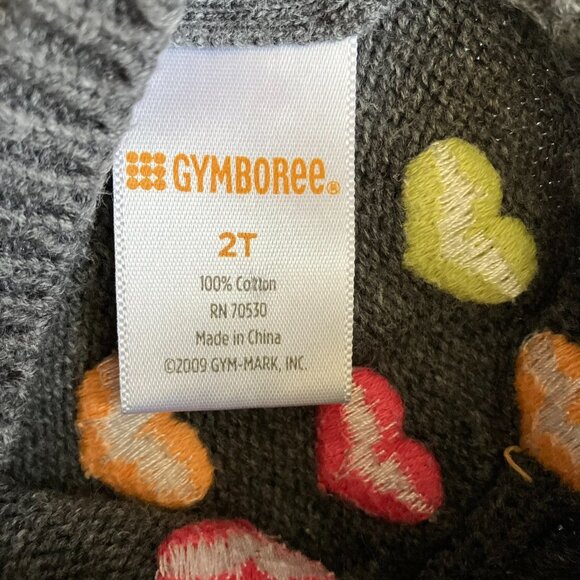 GYMBOREE®
2T
100% Cotton
RN 70530
Made in China
©2009 GYM-MARK, INC.